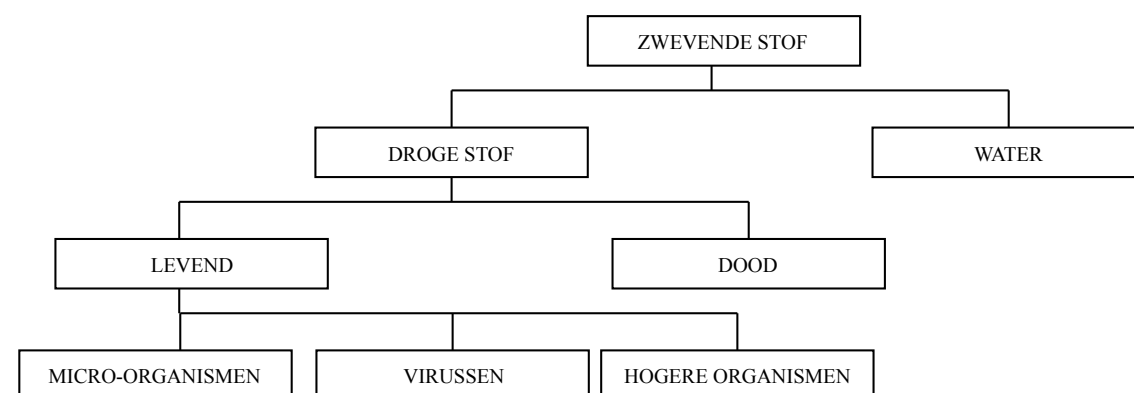 ZWEVENDE STOF
DROGE STOF
WATER
LEVEND
DOOD
MICRO-ORGANISMEN
VIRUSSEN
HOGERE ORGANISMEN